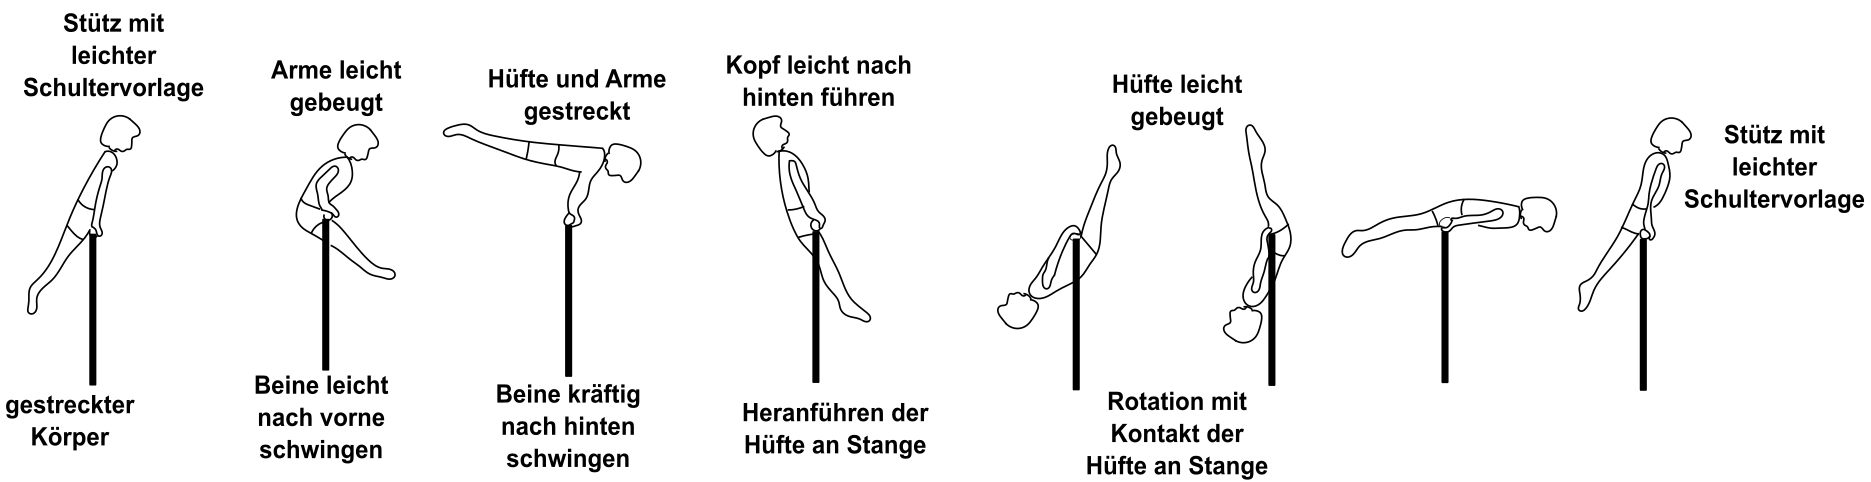 Stütz mit
leichter
Schultervorlage
gestreckter
Körper
Arme leicht
gebeugt
Beine leicht
nach vorne
schwingen
Hüfte und Arme
gestreckt
Beine kräftig
nach hinten
schwingen
Kopf leicht nach
hinten führen
Heranführen der
Hüfte an Stange
Hüfte leicht
gebeugt
Rotation mit
Kontakt der
Hüfte an Stange
Stütz mit
leichter
Schultervorlage